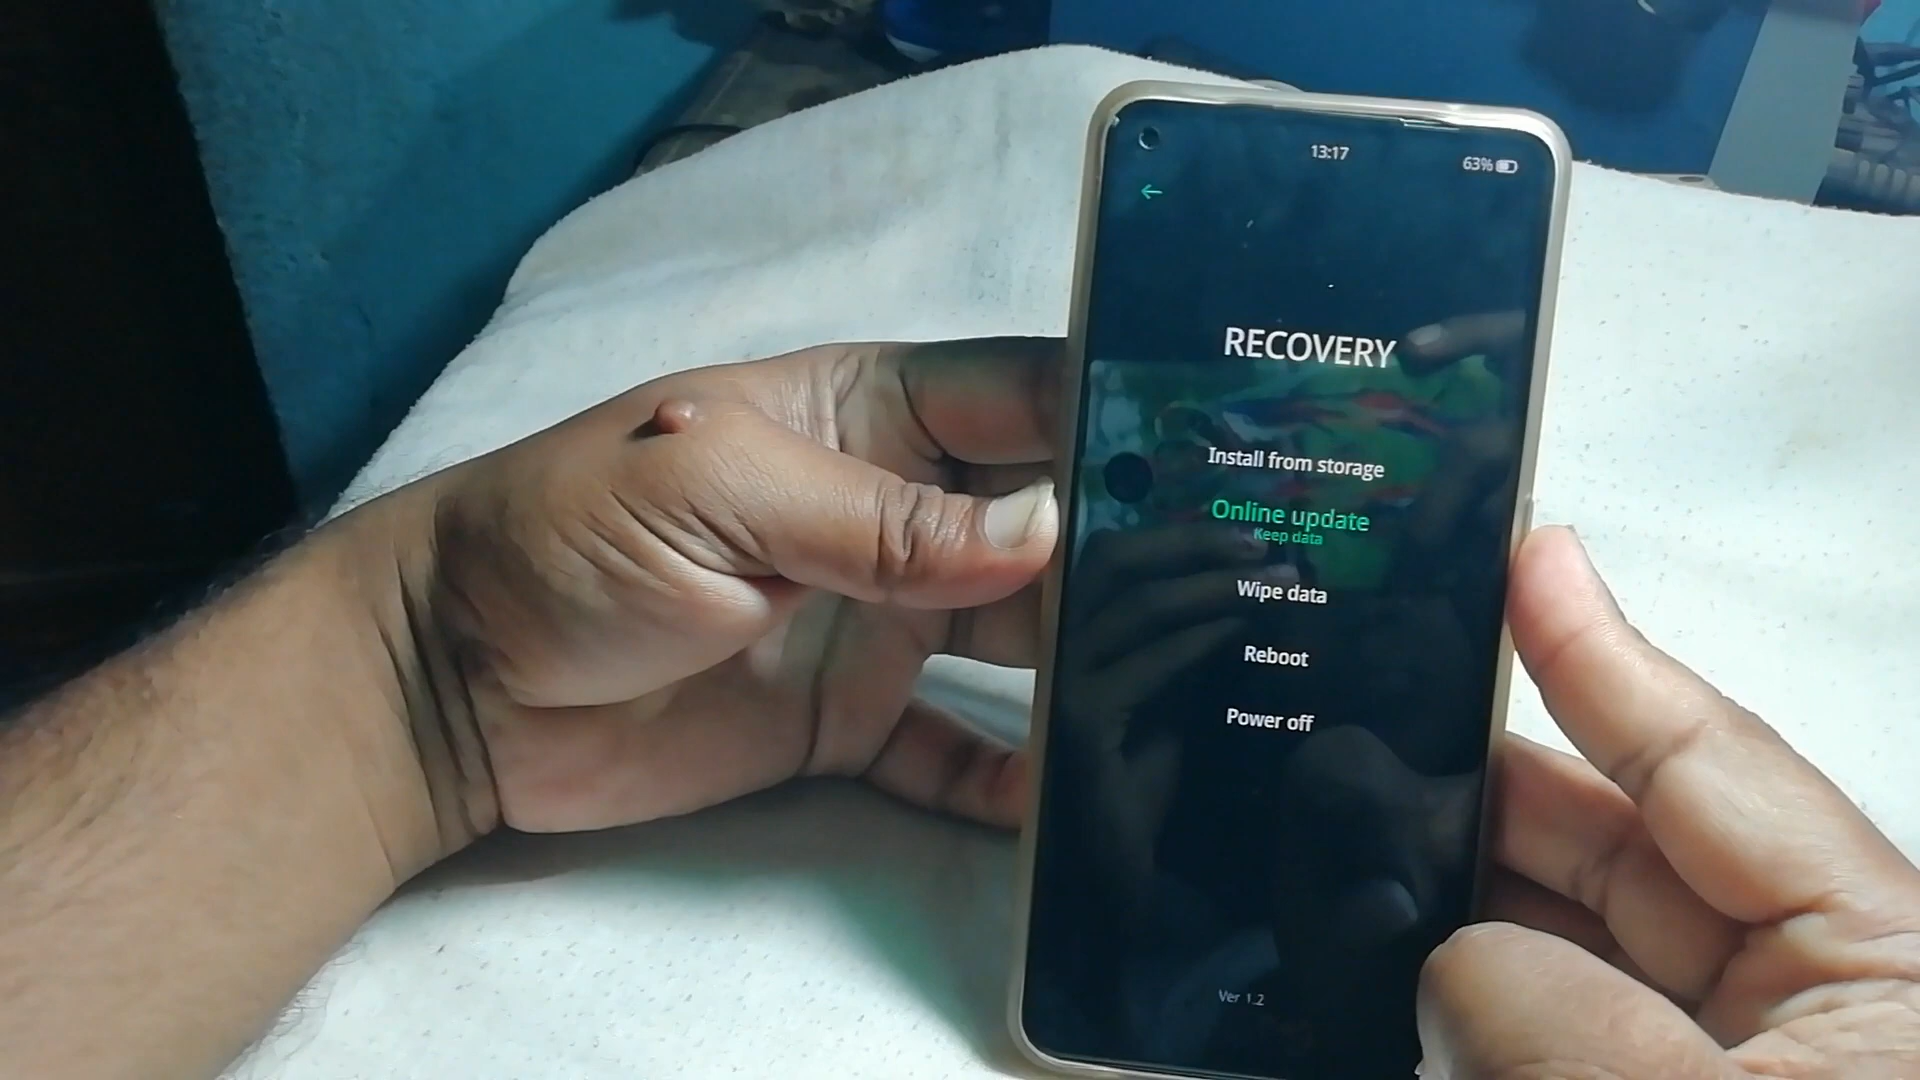 13:17
63%
RECOVERY
Install from storage
Online update
Keep data
Wipe data
Reboot
Power off
Ver 1.2